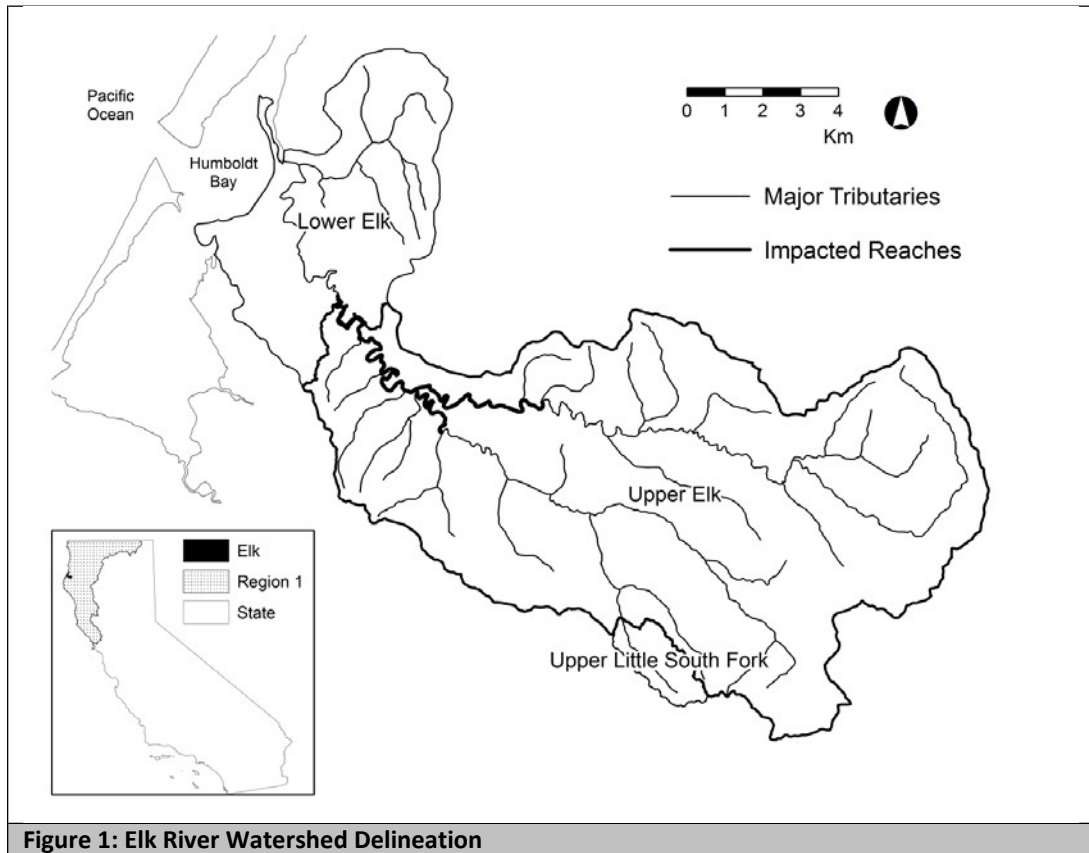 Pacific
Ocean
Humboldt
Bay
Lower Elk
0 1 2 3 4
Km
Major Tributaries
Impacted Reaches
Upper Elk
Upper Little South Fork
Elk
Region 1
State
Figure 1: Elk River Watershed Delineation